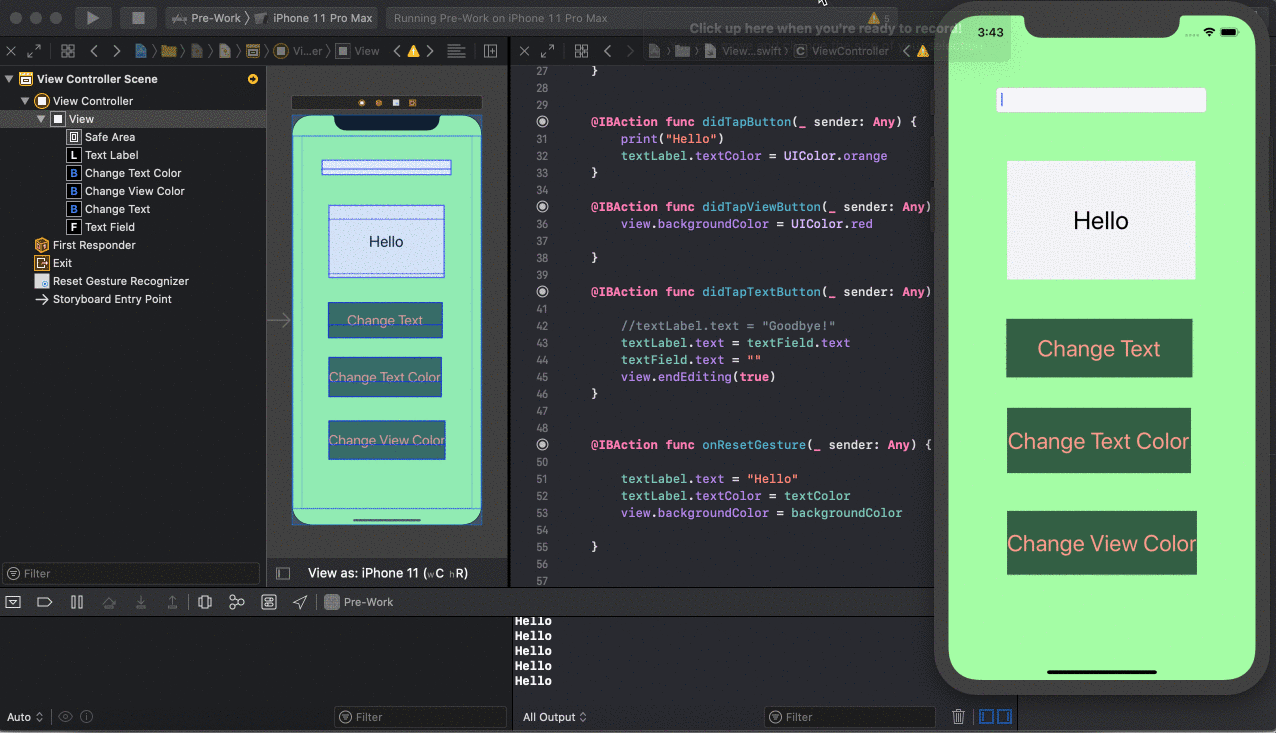 Pre-Work
iPhone 11 Pro Max
Running Pre-Work on iPhone 11 Pro Max
5
Click up here when you're ready to record!
Vi...er
View
View...swift
C
ViewController
View Controller Scene
View Controller
View
Safe Area
L
Text Label
B
Change Text Color
B
Change View Color
B
Change Text
F
Text Field
First Responder
Exit
Reset Gesture Recognizer
Storyboard Entry Point
Filter
Hello
Change Text
Change Text Color
Change View Color
View as: iPhone 11 (wC hR)
27 }
28
29
@IBAction func didTapButton(_ sender: Any) {
31 print("Hello")
32 textLabel.textColor = UIColor.orange
33 }
34
@IBAction func didTapViewButton(_ sender: Any)
36 view.backgroundColor = UIColor.red
37
38 }
39
@IBAction func didTapTextButton(_ sender: Any)
41
42 //textLabel.text = "Goodbye!"
43 textLabel.text = textField.text
44 textField.text = ""
45 view.endEditing(true)
46 }
47
48
@IBAction func onResetGesture(_ sender: Any) {
50
51 textLabel.text = "Hello"
52 textLabel.textColor = textColor
53 view.backgroundColor = backgroundColor
54
55 }
56
57
Pre-Work
Hello
Hello
Hello
Hello
Hello
Auto
Filter
All Output
Filter
3:43
Hello
Change Text
Change Text Color
Change View Color